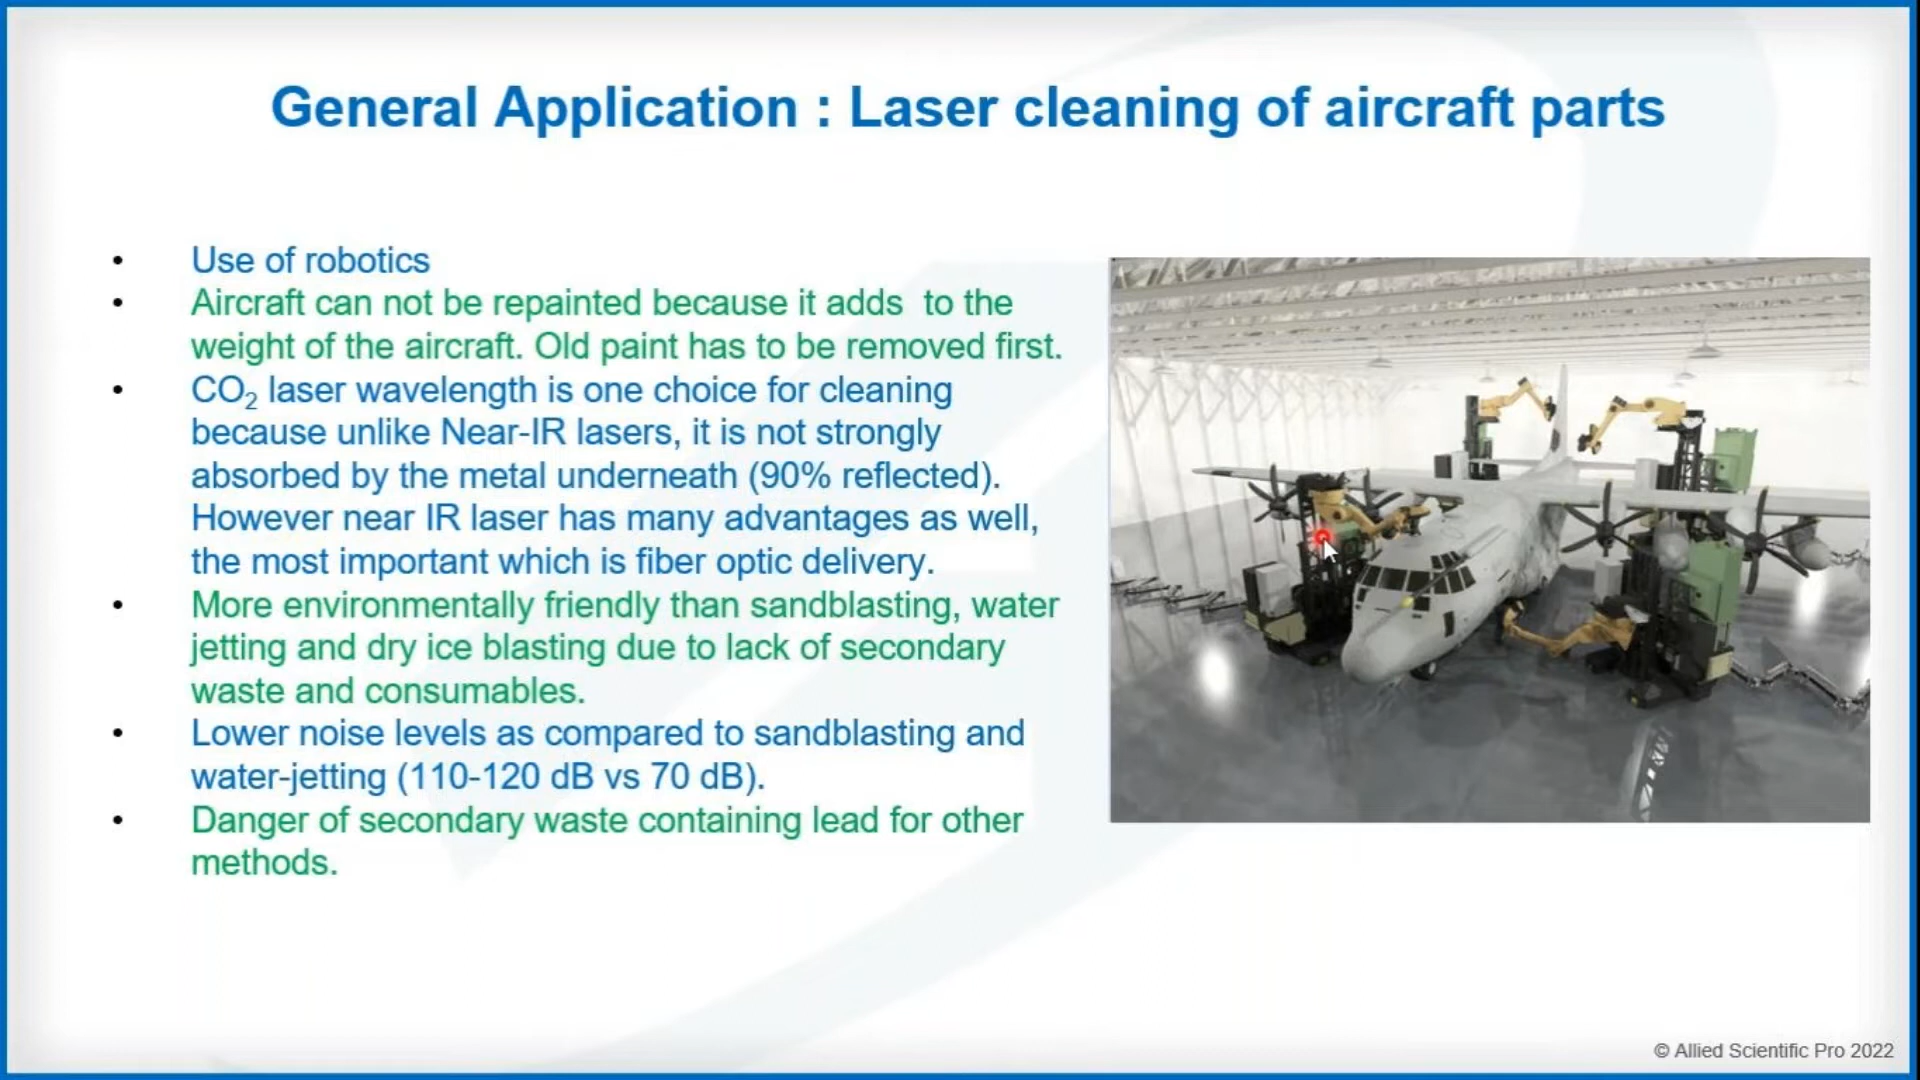 General Application : Laser cleaning of aircraft parts
• Use of robotics
• Aircraft can not be repainted because it adds  to the
weight of the aircraft. Old paint has to be removed first.
• CO₂ laser wavelength is one choice for cleaning
because unlike Near-IR lasers, it is not strongly
absorbed by the metal underneath (90% reflected).
However near IR laser has many advantages as well,
the most important which is fiber optic delivery.
• More environmentally friendly than sandblasting, water
jetting and dry ice blasting due to lack of secondary
waste and consumables.
• Lower noise levels as compared to sandblasting and
water-jetting (110-120 dB vs 70 dB).
• Danger of secondary waste containing lead for other
methods.
© Allied Scientific Pro 2022